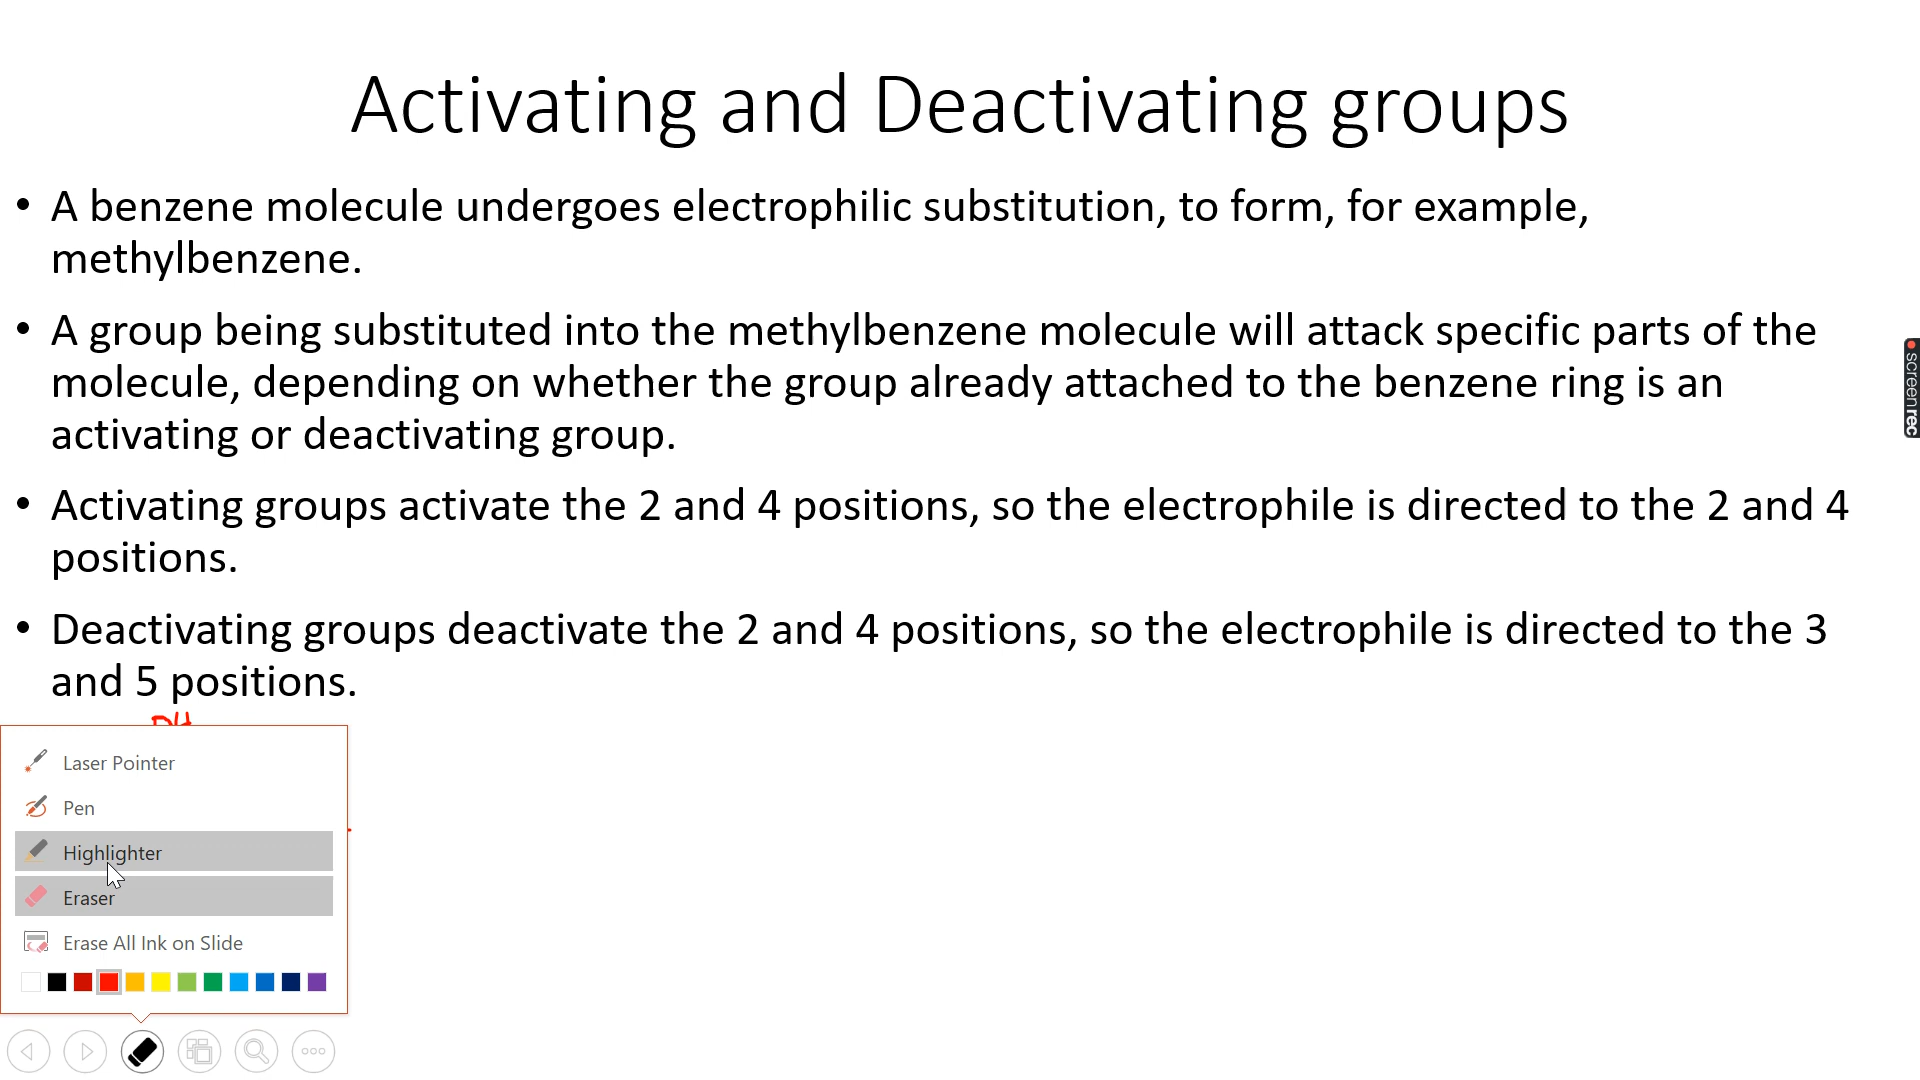 Activating and Deactivating groups
• A benzene molecule undergoes electrophilic substitution, to form, for example,
methylbenzene.
• A group being substituted into the methylbenzene molecule will attack specific parts of the
molecule, depending on whether the group already attached to the benzene ring is an
activating or deactivating group.
• Activating groups activate the 2 and 4 positions, so the electrophile is directed to the 2 and 4
positions.
• Deactivating groups deactivate the 2 and 4 positions, so the electrophile is directed to the 3
and 5 positions.
Laser Pointer
Pen
Highlighter
Eraser
Erase All Ink on Slide
screenrec